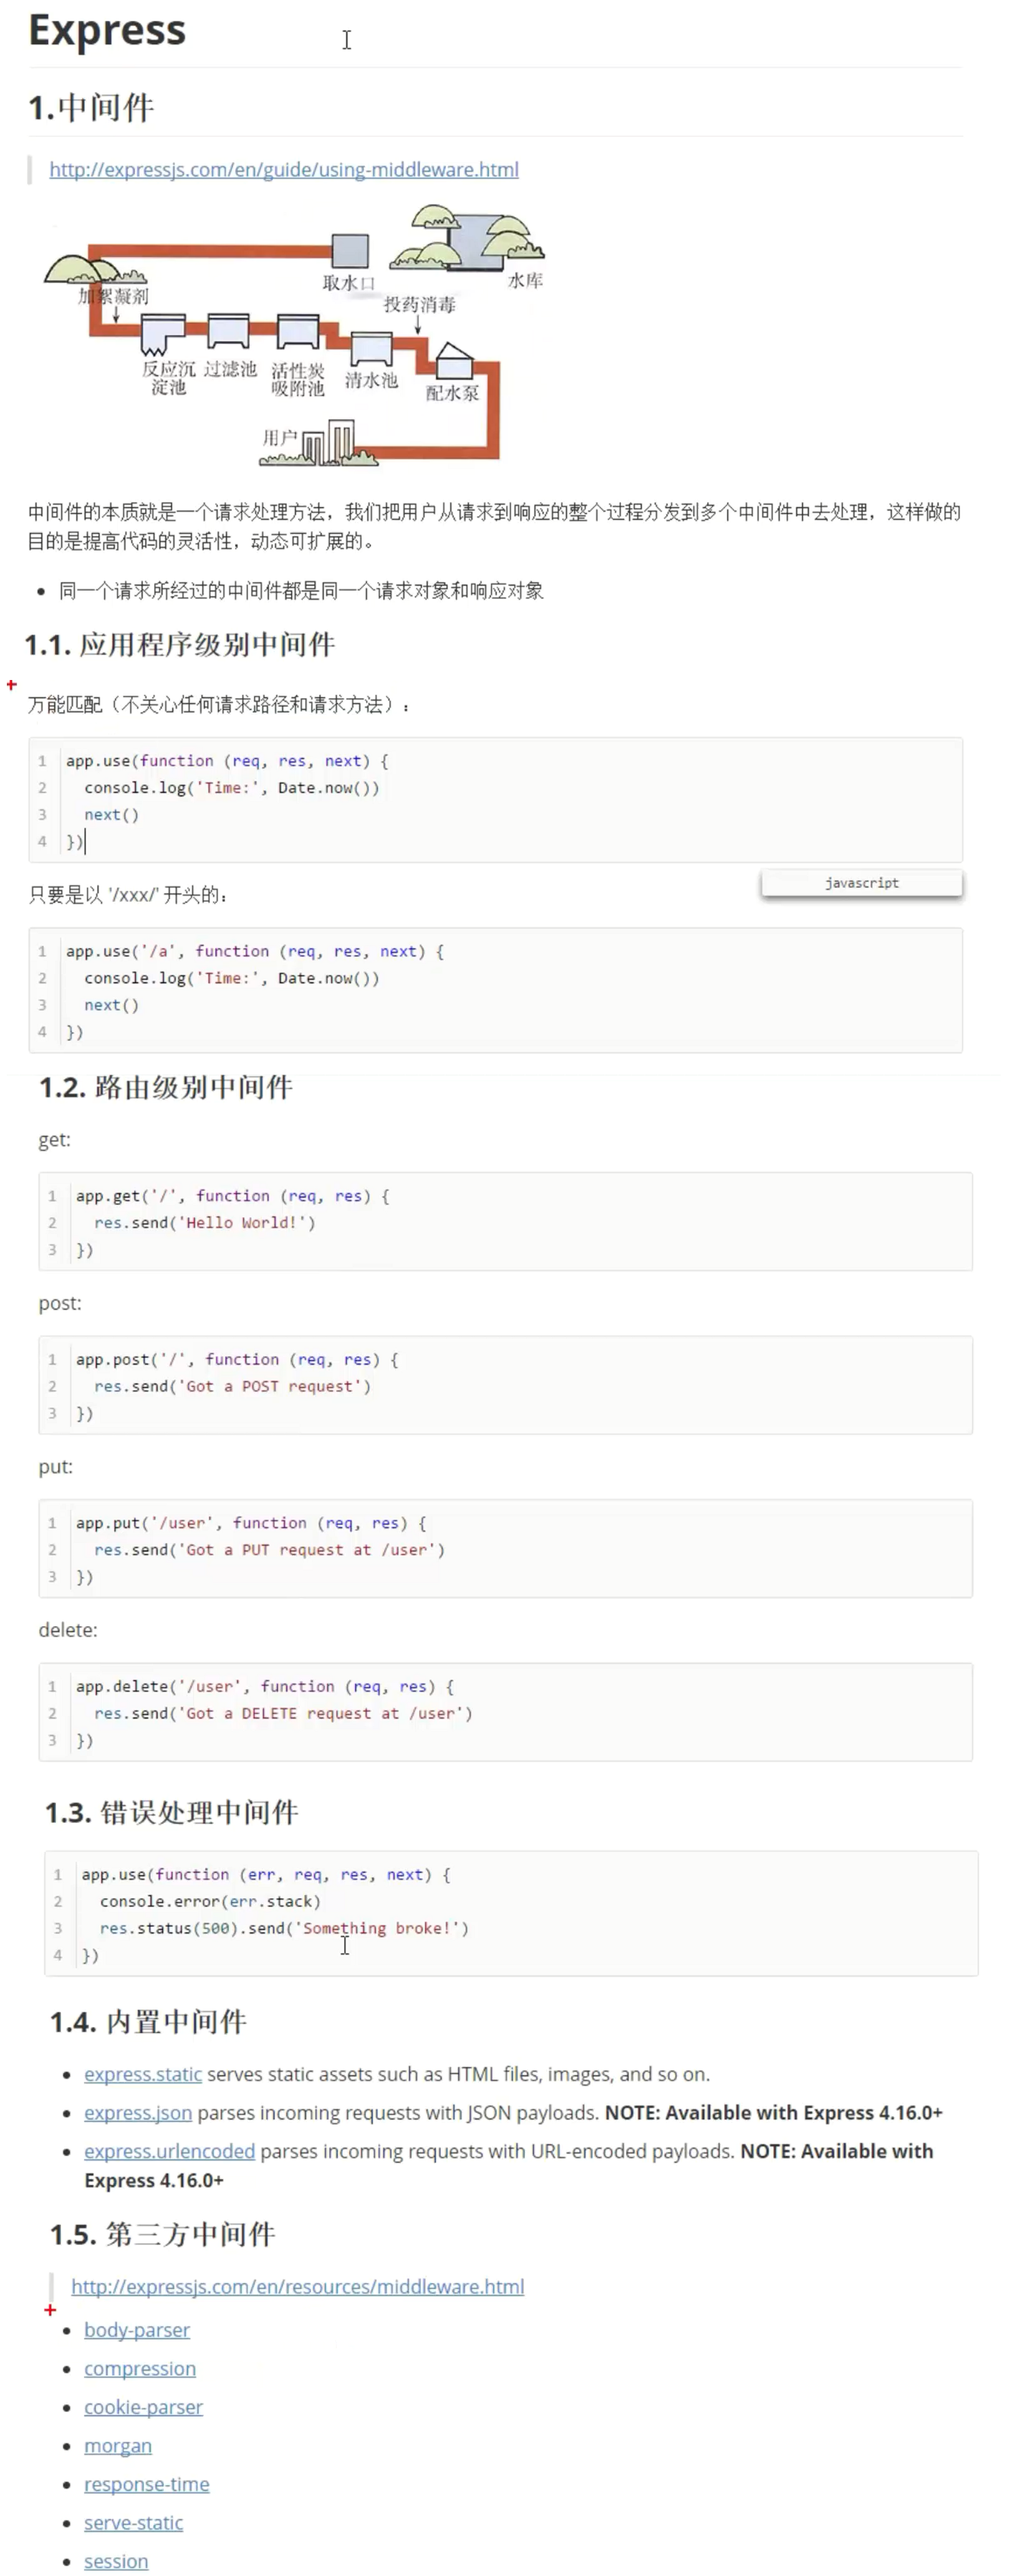 Express
1.中间件
http://expressjs.com/en/guide/using-middleware.html
取水口
水库
加絮凝剂
投药消毒
反应沉
淀池
过滤池
活性炭
吸附池
清水池
配水泵
用户
中间件的本质就是一个请求处理方法，我们把用户从请求到响应的整个过程分发到多个中间件中去处理，这样做的
目的是提高代码的灵活性，动态可扩展的。
• 同一个请求所经过的中间件都是同一个请求对象和响应对象
1.1. 应用程序级别中间件
万能匹配（不关心任何请求路径和请求方法）：
1 app.use(function (req, res, next) {
2   console.log('Time:', Date.now())
3   next()
4 })
javascript
只要是以 '/xxx/' 开头的：
1 app.use('/a', function (req, res, next) {
2   console.log('Time:', Date.now())
3   next()
4 })
1.2. 路由级别中间件
get:
1 app.get('/', function (req, res) {
2   res.send('Hello World!')
3 })
post:
1 app.post('/', function (req, res) {
2   res.send('Got a POST request')
3 })
put:
1 app.put('/user', function (req, res) {
2   res.send('Got a PUT request at /user')
3 })
delete:
1 app.delete('/user', function (req, res) {
2   res.send('Got a DELETE request at /user')
3 })
1.3. 错误处理中间件
1 app.use(function (err, req, res, next) {
2   console.error(err.stack)
3   res.status(500).send('Something broke!')
4 })
1.4. 内置中间件
• express.static serves static assets such as HTML files, images, and so on.
• express.json parses incoming requests with JSON payloads. NOTE: Available with Express 4.16.0+
• express.urlencoded parses incoming requests with URL-encoded payloads. NOTE: Available with
Express 4.16.0+
1.5. 第三方中间件
http://expressjs.com/en/resources/middleware.html
• body-parser
• compression
• cookie-parser
• morgan
• response-time
• serve-static
• session